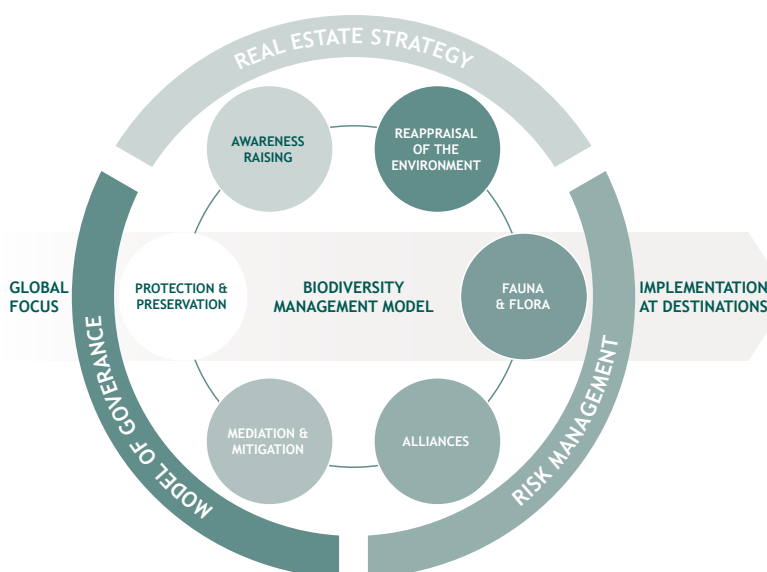 REAL ESTATE STRATEGY
AWARENESS
RAISING
REAPPRAISAL
OF THE
ENVIRONMENT
GLOBAL
FOCUS
PROTECTION &
PRESERVATION
BIODIVERSITY
MANAGEMENT MODEL
FAUNA
& FLORA
IMPLEMENTATION
AT DESTINATIONS
MODEL OF GOVERANCE
MEDIATION &
MITIGATION
ALLIANCES
RISK MANAGEMENT